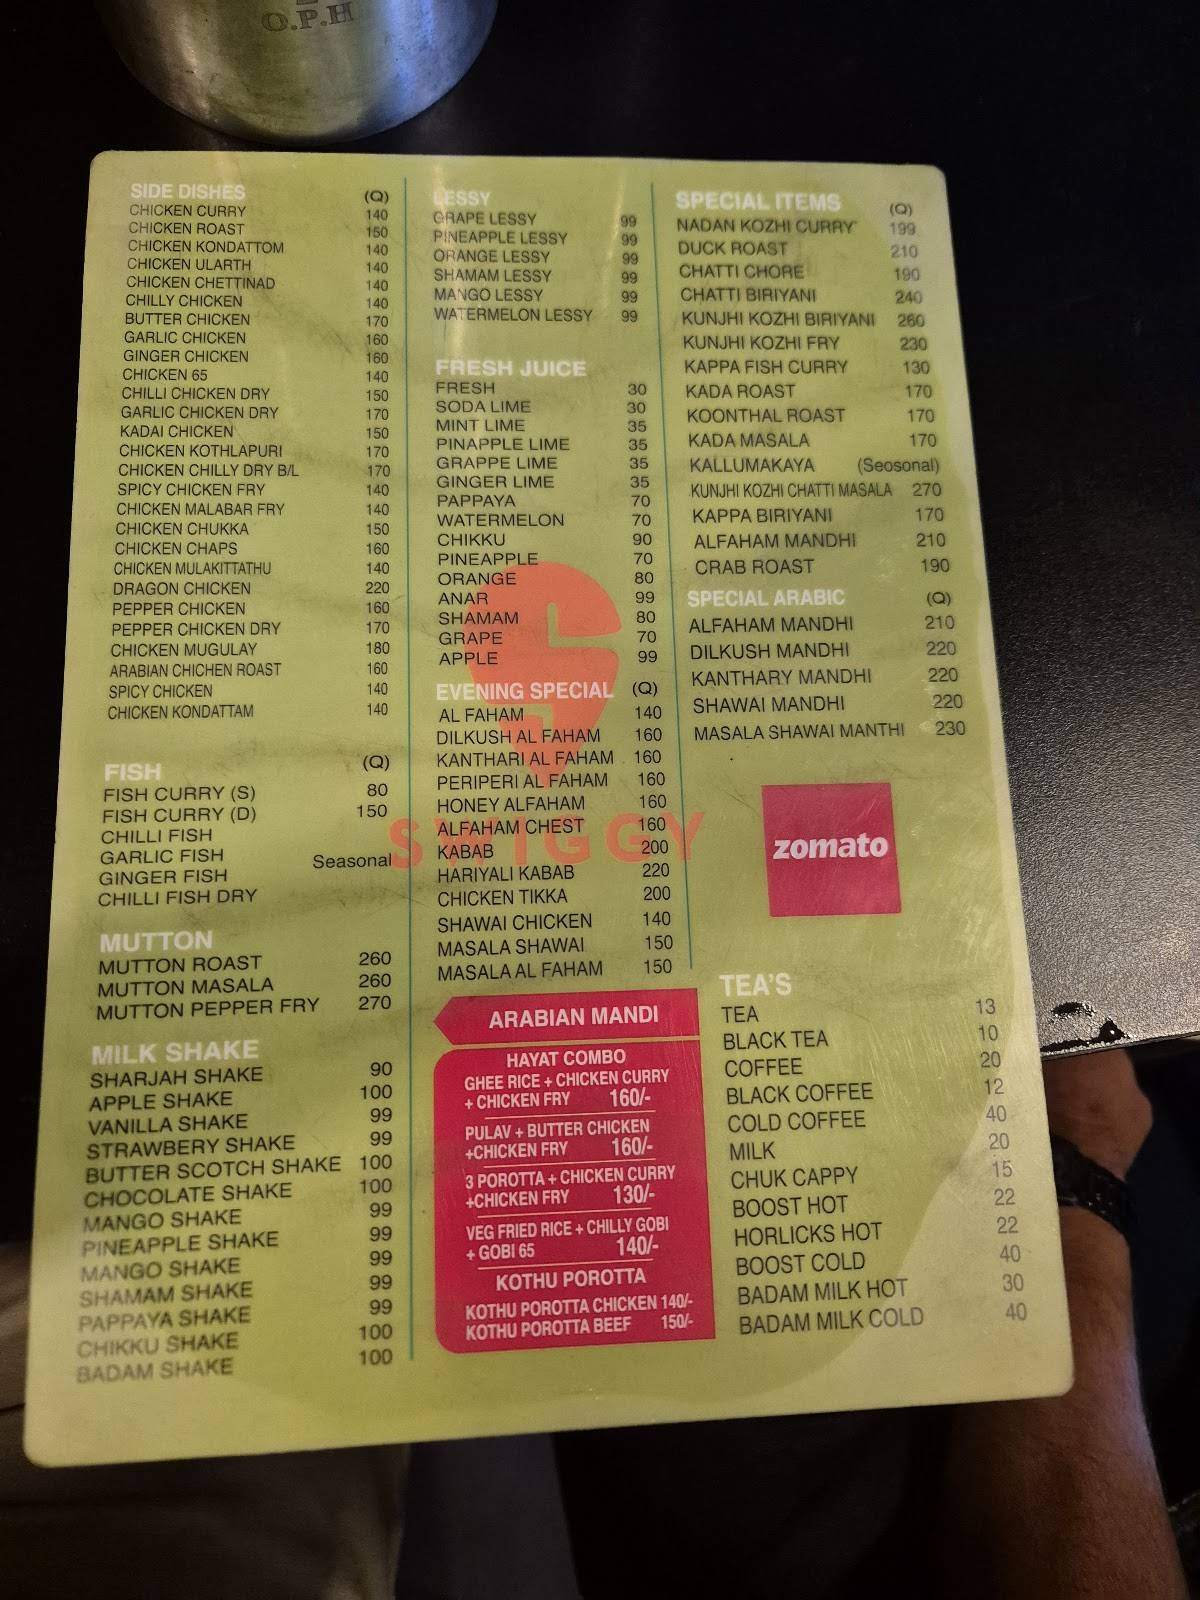 O.P.H
SIDE DISHES (Q)
CHICKEN CURRY 140
CHICKEN ROAST 150
CHICKEN KONDATTOM 140
CHICKEN ULARTH 140
CHICKEN CHETTINAD 140
CHILLY CHICKEN 140
BUTTER CHICKEN 170
GARLIC CHICKEN 160
GINGER CHICKEN 160
CHICKEN 65 140
CHILLI CHICKEN DRY 150
GARLIC CHICKEN DRY 170
KADAI CHICKEN 150
CHICKEN KOTHLAPURI 170
CHICKEN CHILLY DRY B/L 170
SPICY CHICKEN FRY 140
CHICKEN MALABAR FRY 140
CHICKEN CHUKKA 150
CHICKEN CHAPS 160
CHICKEN MULAKITTATHU 140
DRAGON CHICKEN 220
PEPPER CHICKEN 160
PEPPER CHICKEN DRY 170
CHICKEN MUGULAY 180
ARABIAN CHICHEN ROAST 160
SPICY CHICKEN 140
CHICKEN KONDATTAM 140
FISH (Q)
FISH CURRY (S) 80
FISH CURRY (D) 150
CHILLI FISH
GARLIC FISH Seasonal
GINGER FISH
CHILLI FISH DRY
MUTTON
MUTTON ROAST 260
MUTTON MASALA 260
MUTTON PEPPER FRY 270
MILK SHAKE
SHARJAH SHAKE 90
APPLE SHAKE 100
VANILLA SHAKE 99
STRAWBERY SHAKE 99
BUTTER SCOTCH SHAKE 100
CHOCOLATE SHAKE 100
MANGO SHAKE 99
PINEAPPLE SHAKE 99
MANGO SHAKE 99
SHAMAM SHAKE 99
PAPPAYA SHAKE 99
CHIKKU SHAKE 100
BADAM SHAKE 100
LESSY
GRAPE LESSY 99
PINEAPPLE LESSY 99
ORANGE LESSY 99
SHAMAM LESSY 99
MANGO LESSY 99
WATERMELON LESSY 99
FRESH JUICE
FRESH 30
SODA LIME 30
MINT LIME 35
PINAPPLE LIME 35
GRAPPE LIME 35
GINGER LIME 35
PAPPAYA 70
WATERMELON 70
CHIKKU 90
PINEAPPLE 70
ORANGE 80
ANAR 99
SHAMAM 80
GRAPE 70
APPLE 99
EVENING SPECIAL (Q)
AL FAHAM 140
DILKUSH AL FAHAM 160
KANTHARI AL FAHAM 160
PERIPERI AL FAHAM 160
HONEY ALFAHAM 160
ALFAHAM CHEST 160
SWIGGY
KABAB 200
HARIYALI KABAB 220
CHICKEN TIKKA 200
SHAWAI CHICKEN 140
MASALA SHAWAI 150
MASALA AL FAHAM 150
ARABIAN MANDI
HAYAT COMBO
GHEE RICE + CHICKEN CURRY
+ CHICKEN FRY 160/-
PULAV + BUTTER CHICKEN
+CHICKEN FRY 160/-
3 POROTTA + CHICKEN CURRY
+CHICKEN FRY 130/-
VEG FRIED RICE + CHILLY GOBI
+ GOBI 65 140/-
KOTHU POROTTA
KOTHU POROTTA CHICKEN 140/-
KOTHU POROTTA BEEF 150/-
SPECIAL ITEMS (Q)
NADAN KOZHI CURRY 199
DUCK ROAST 210
CHATTI CHORE 190
CHATTI BIRIYANI 240
KUNJHI KOZHI BIRIYANI 260
KUNJHI KOZHI FRY 230
KAPPA FISH CURRY 130
KADA ROAST 170
KOONTHAL ROAST 170
KADA MASALA 170
KALLUMAKAYA (Seosonal)
KUNJHI KOZHI CHATTI MASALA 270
KAPPA BIRIYANI 170
ALFAHAM MANDHI 210
CRAB ROAST 190
SPECIAL ARABIC (Q)
ALFAHAM MANDHI 210
DILKUSH MANDHI 220
KANTHARY MANDHI 220
SHAWAI MANDHI 220
MASALA SHAWAI MANTHI 230
zomato
TEA'S
TEA 13
BLACK TEA 10
COFFEE 20
BLACK COFFEE 12
COLD COFFEE 40
MILK 20
CHUK CAPPY 15
BOOST HOT 22
HORLICKS HOT 22
BOOST COLD 40
BADAM MILK HOT 30
BADAM MILK COLD 40